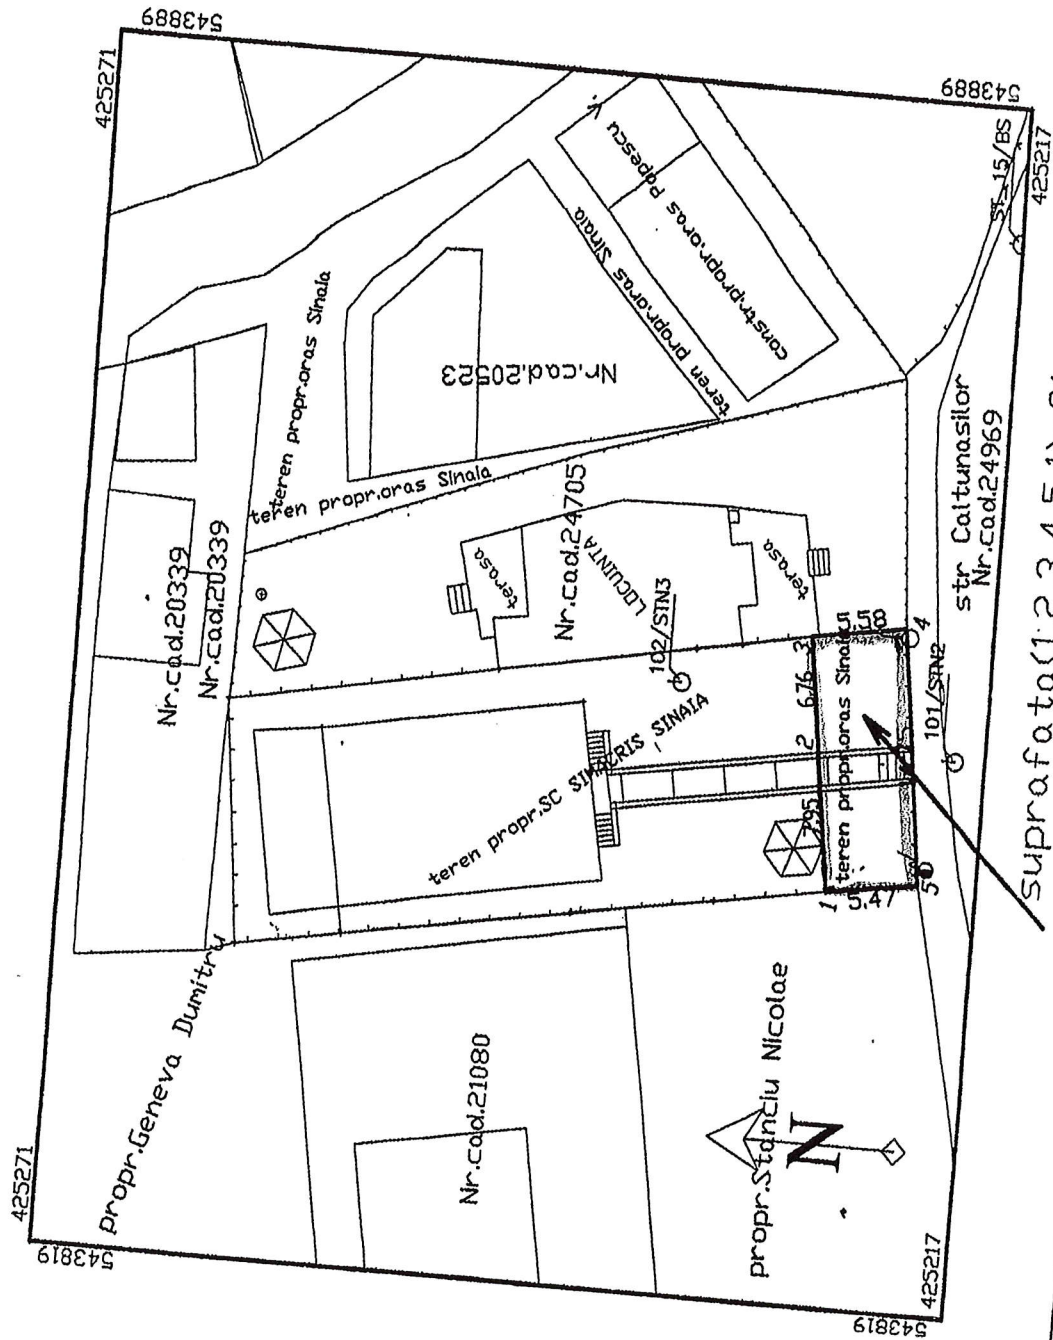 425271
543819
425271
543889
propr.Geneva Dumitru
Nr.cad.20339
Nr.cad.20339
teren propr.oras Sinaia
teren propr.oras Sinaia
Nr.cad.20523
teren propr.oras Sinaia
constr.propr.oras Popescu
Nr.cad.21080
teren propr.SC SIMACRIS SINAIA
102/STN3
Nr.cad.24705
LOCUINTA
terasa
terasa
propr.Stanciu Nicolae
N
1
7.95
2
6.76
3
teren propr.oras Sinaia
5.47
5
.58
4
101/STN2
str Caltunasilor
Nr.cad.24969
ST_15/BS
425217
543819
425217
543889
suprafata(1,2,3,4,5,1)